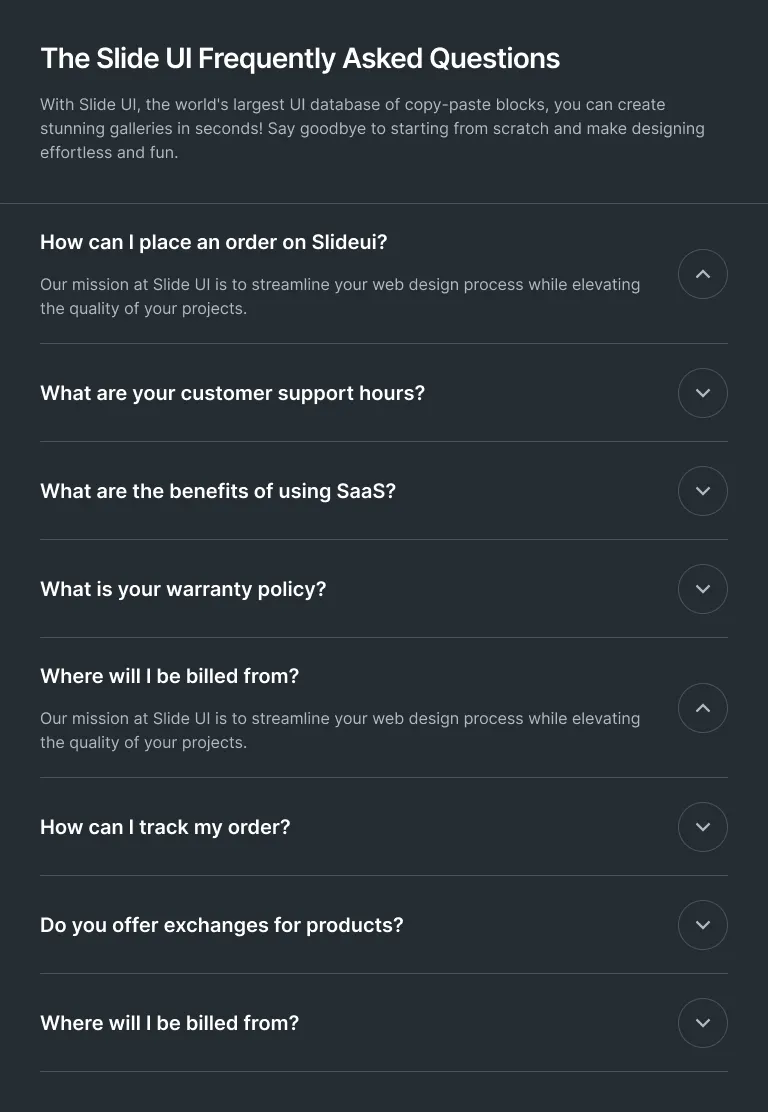 The Slide UI Frequently Asked Questions
With Slide UI, the world's largest UI database of copy-paste blocks, you can create
stunning galleries in seconds! Say goodbye to starting from scratch and make designing
effortless and fun.
How can I place an order on Slideui?
Our mission at Slide UI is to streamline your web design process while elevating
the quality of your projects.
What are your customer support hours?
What are the benefits of using SaaS?
What is your warranty policy?
Where will I be billed from?
Our mission at Slide UI is to streamline your web design process while elevating
the quality of your projects.
How can I track my order?
Do you offer exchanges for products?
Where will I be billed from?